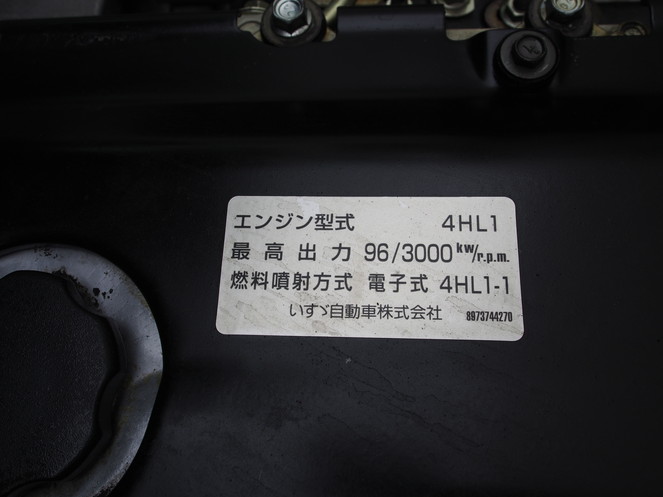 エンジン型式 4HL1
最高出力 96/3000 kw/r.p.m.
燃料噴射方式 電子式 4HL1-1
いすゞ自動車株式会社 8973744270